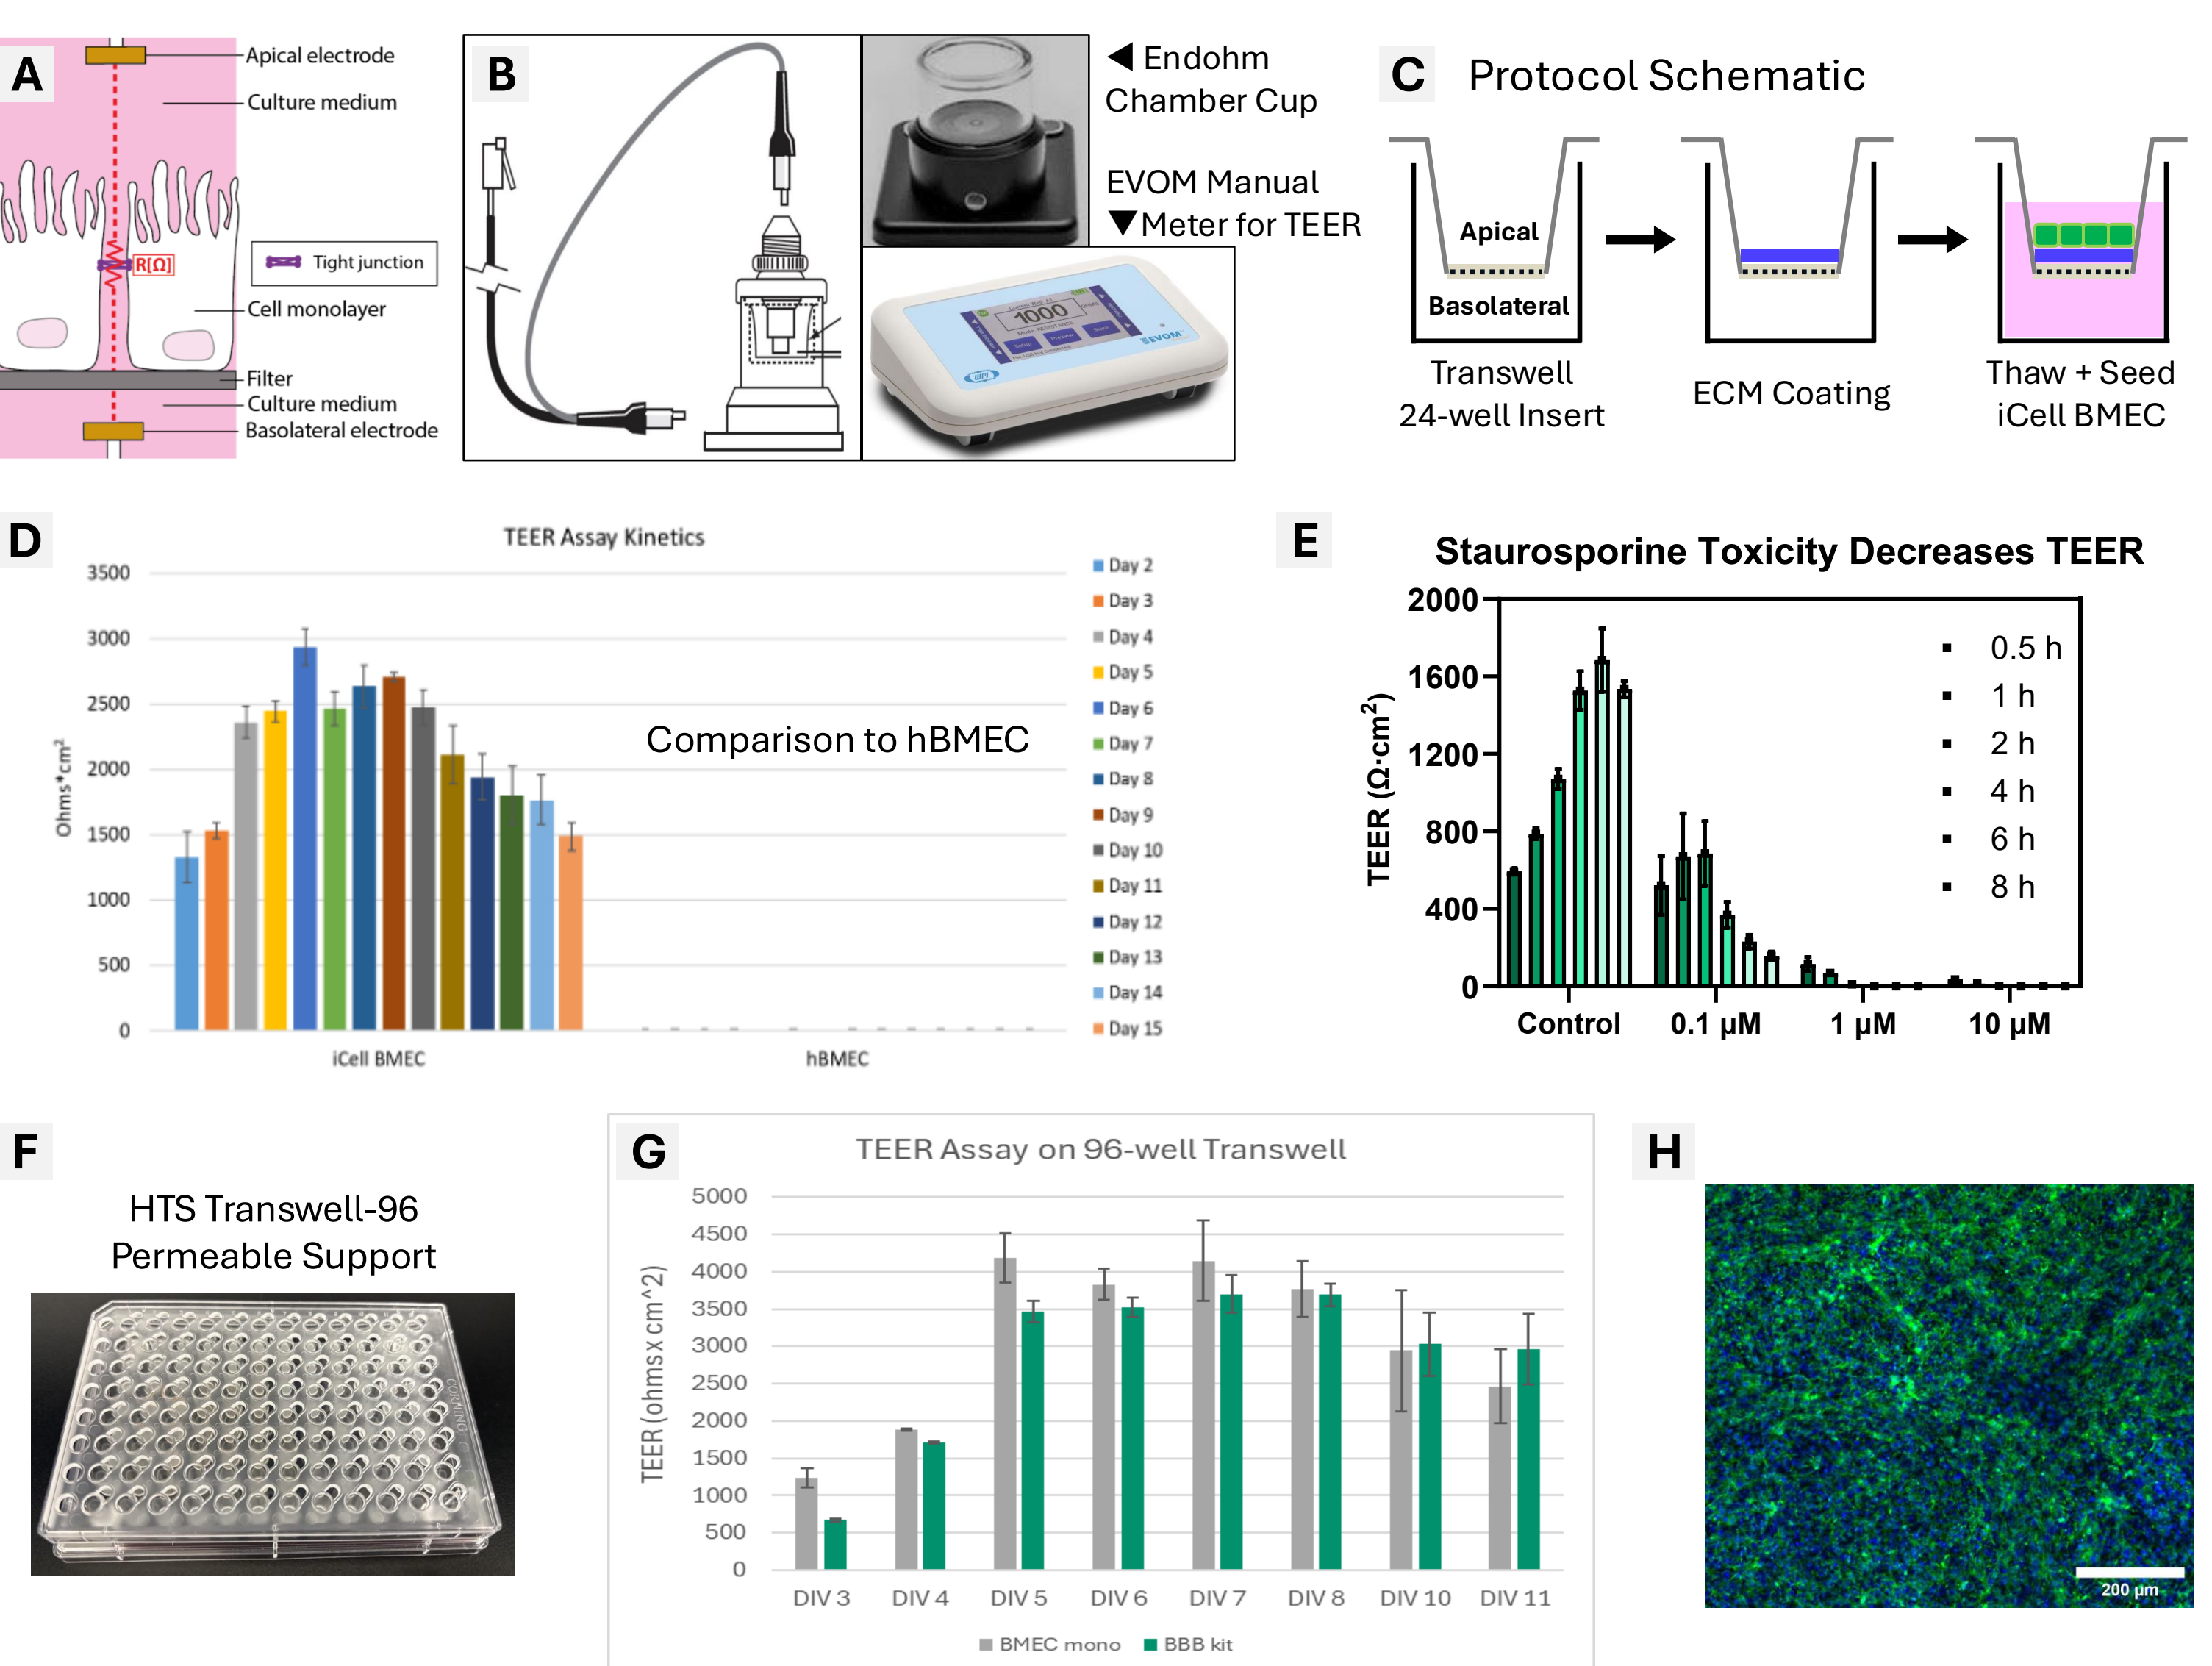 A
Apical electrode
Culture medium
R[Ω]
Tight junction
Cell monolayer
Filter
Culture medium
Basolateral electrode
B
◀ Endohm
Chamber Cup
EVOM Manual
▼Meter for TEER
1000
OHMS
Mode: RESISTANCE
Setup
Preview
Store
WPI
EVOM
C
Protocol Schematic
Apical
Basolateral
Transwell
24-well Insert
ECM Coating
Thaw + Seed
iCell BMEC
D
TEER Assay Kinetics
3500
3000
2500
2000
1500
1000
500
0
Ohms*cm²
Comparison to hBMEC
iCell BMEC
hBMEC
Day 2
Day 3
Day 4
Day 5
Day 6
Day 7
Day 8
Day 9
Day 10
Day 11
Day 12
Day 13
Day 14
Day 15
E
Staurosporine Toxicity Decreases TEER
2000
1600
1200
800
400
0
TEER (Ω·cm²)
0.5 h
1 h
2 h
4 h
6 h
8 h
Control
0.1 µM
1 µM
10 µM
F
HTS Transwell-96
Permeable Support
CORNING
G
TEER Assay on 96-well Transwell
5000
4500
4000
3500
3000
2500
2000
1500
1000
500
0
TEER (ohms x cm^2)
DIV 3
DIV 4
DIV 5
DIV 6
DIV 7
DIV 8
DIV 10
DIV 11
BMEC mono
BBB kit
H
200 µm